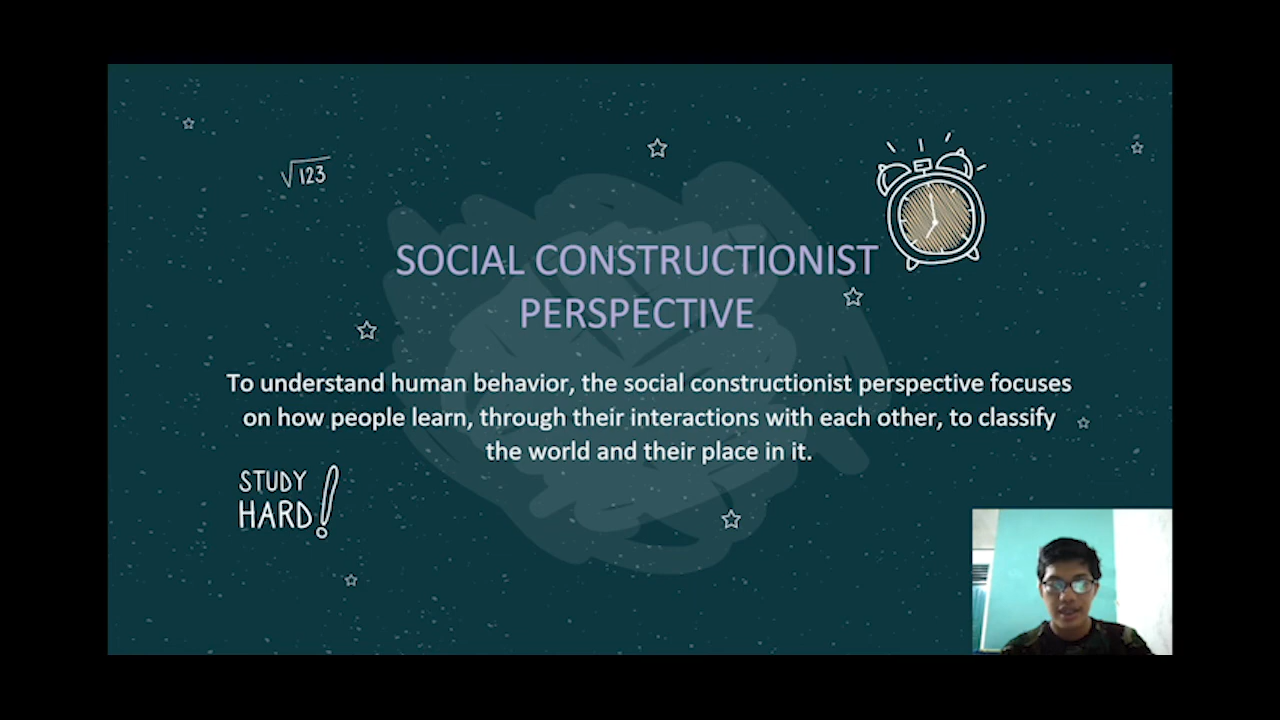 √123
SOCIAL CONSTRUCTIONIST
PERSPECTIVE
To understand human behavior, the social constructionist perspective focuses
on how people learn, through their interactions with each other, to classify
the world and their place in it.
STUDY
HARD!